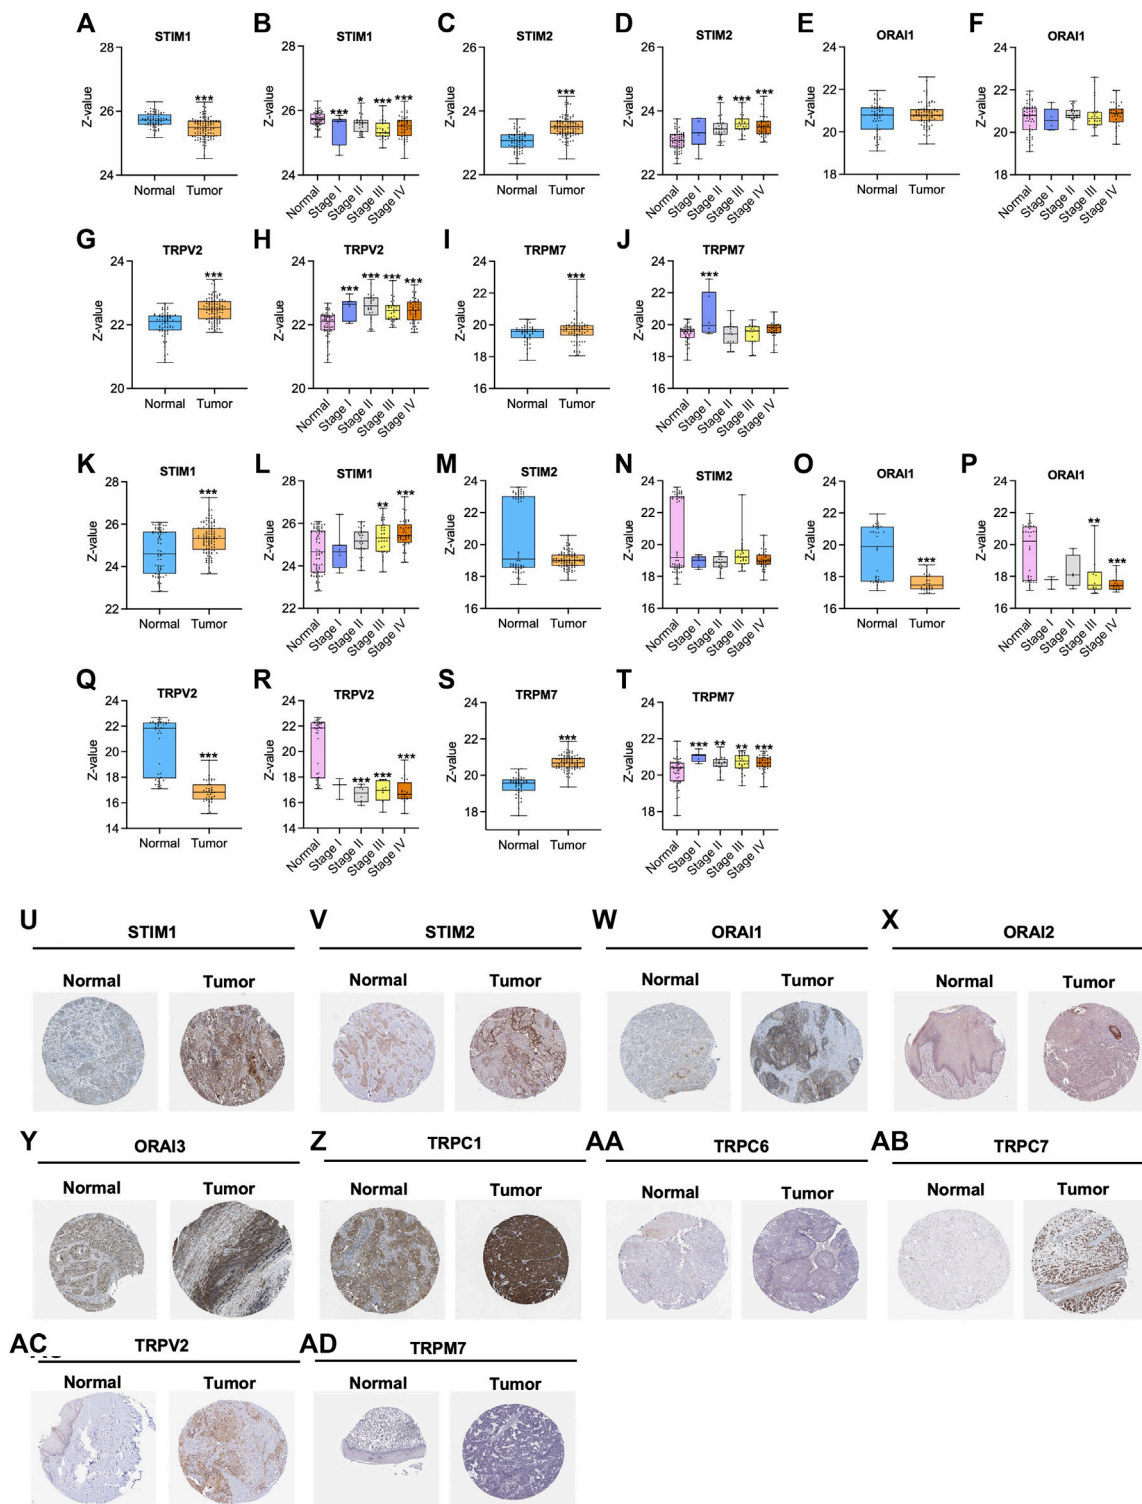 A
STIM1
Z-value
28
26
24
***
Normal
Tumor
B
STIM1
Z-value
28
26
24
*** * *** ***
Normal
Stage I
Stage II
Stage III
Stage IV
C
STIM2
Z-value
28
26
24
22
***
Normal
Tumor
D
STIM2
Z-value
26
24
22
* *** ***
Normal
Stage I
Stage II
Stage III
Stage IV
E
ORAI1
Z-value
24
22
20
18
16
Normal
Tumor
F
ORAI1
Z-value
24
22
20
18
16
Normal
Stage I
Stage II
Stage III
Stage IV
G
TRPV2
Z-value
24
22
20
***
Normal
Tumor
H
TRPV2
Z-value
24
22
20
*** *** *** ***
Normal
Stage I
Stage II
Stage III
Stage IV
I
TRPM7
Z-value
24
22
20
18
16
***
Normal
Tumor
J
TRPM7
Z-value
24
22
20
18
16
***
Normal
Stage I
Stage II
Stage III
Stage IV
K
STIM1
Z-value
28
26
24
22
***
Normal
Tumor
L
STIM1
Z-value
28
26
24
22
** ***
Normal
Stage I
Stage II
Stage III
Stage IV
M
STIM2
Z-value
24
22
20
18
16
Normal
Tumor
N
STIM2
Z-value
24
22
20
18
16
Normal
Stage I
Stage II
Stage III
Stage IV
O
ORAI1
Z-value
24
22
20
18
16
***
Normal
Tumor
P
ORAI1
Z-value
24
22
20
18
16
** ***
Normal
Stage I
Stage II
Stage III
Stage IV
Q
TRPV2
Z-value
24
22
20
18
16
14
***
Normal
Tumor
R
TRPV2
Z-value
24
22
20
18
16
14
*** *** ***
Normal
Stage I
Stage II
Stage III
Stage IV
S
TRPM7
Z-value
24
22
20
18
***
Normal
Tumor
T
TRPM7
Z-value
24
22
20
18
*** ** ** ***
Normal
Stage I
Stage II
Stage III
Stage IV
U
STIM1
Normal Tumor
V
STIM2
Normal Tumor
W
ORAI1
Normal Tumor
X
ORAI2
Normal Tumor
Y
ORAI3
Normal Tumor
Z
TRPC1
Normal Tumor
AA
TRPC6
Normal Tumor
AB
TRPC7
Normal Tumor
AC
TRPV2
Normal Tumor
AD
TRPM7
Normal Tumor